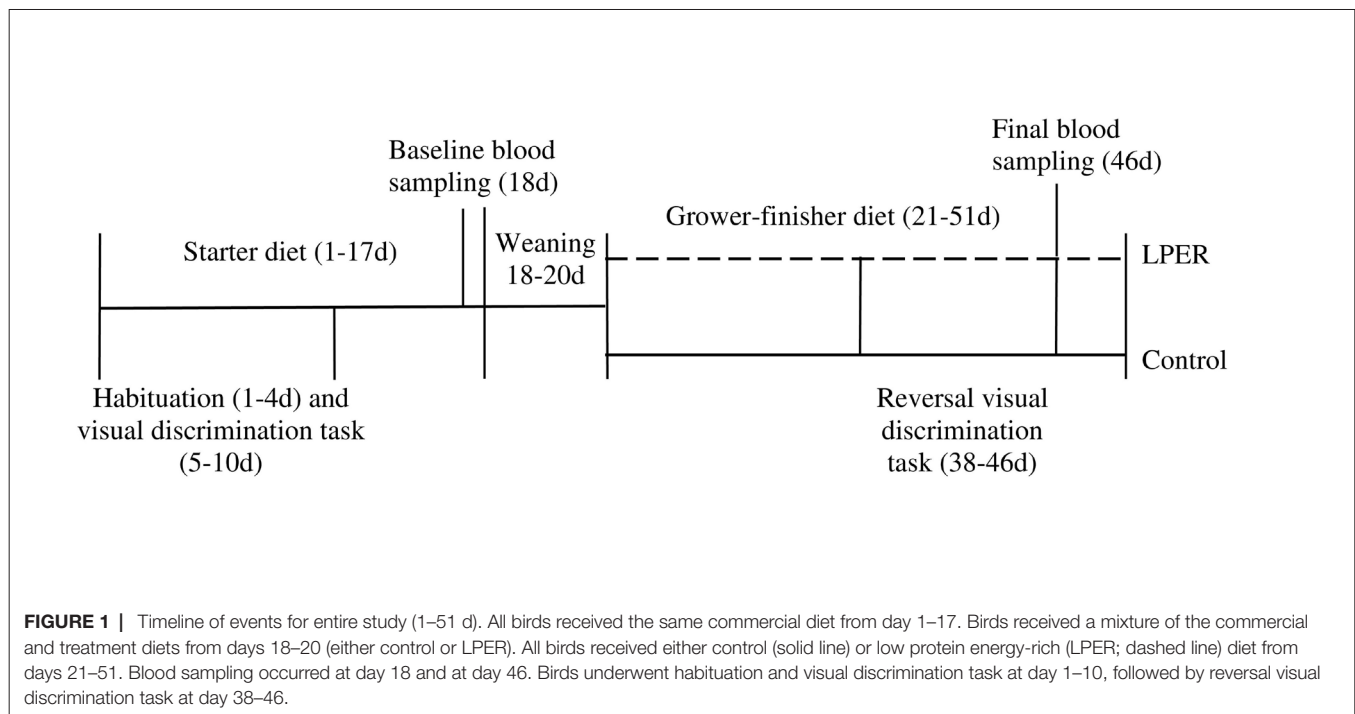 Baseline blood
sampling (18d)
Final blood
sampling (46d)
Starter diet (1-17d)
Weaning
18-20d
Grower-finisher diet (21-51d)
LPER
Control
Habituation (1-4d) and
visual discrimination task
(5-10d)
Reversal visual
discrimination
task (38-46d)
FIGURE 1 | Timeline of events for entire study (1–51 d). All birds received the same commercial diet from day 1–17. Birds received a mixture of the commercial
and treatment diets from days 18–20 (either control or LPER). All birds received either control (solid line) or low protein energy-rich (LPER; dashed line) diet from
days 21–51. Blood sampling occurred at day 18 and at day 46. Birds underwent habituation and visual discrimination task at day 1–10, followed by reversal visual
discrimination task at day 38–46.